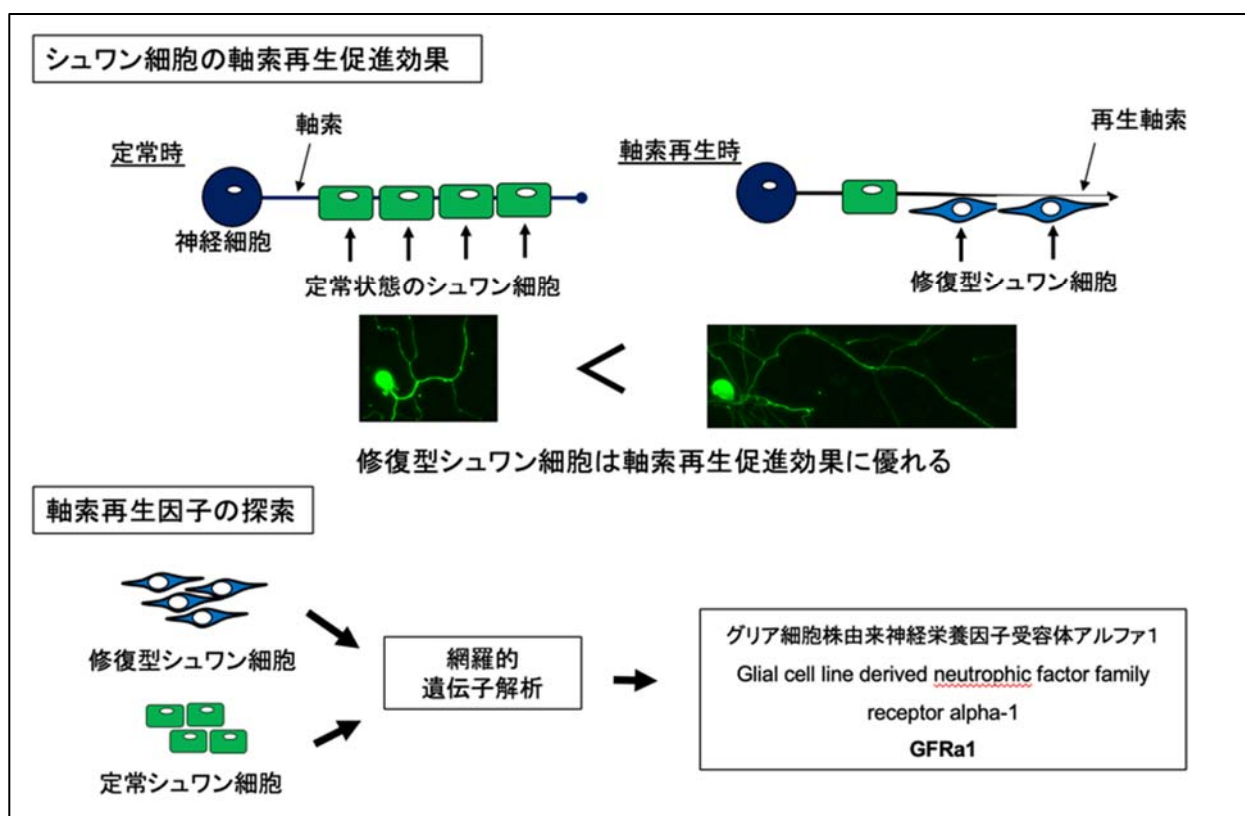 シュワン細胞の軸索再生促進効果
定常時
軸索
神経細胞
定常状態のシュワン細胞
軸索再生時
再生軸索
修復型シュワン細胞
<
修復型シュワン細胞は軸索再生促進効果に優れる
軸索再生因子の探索
修復型シュワン細胞
定常シュワン細胞
網羅的
遺伝子解析
グリア細胞株由来神経栄養因子受容体アルファ1
Glial cell line derived neutrophic factor family
receptor alpha-1
GFRa1